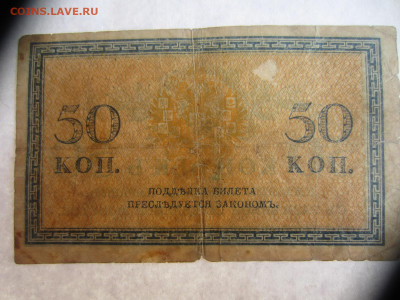 COINS.LAVE.RU
50 50
КОП. КОП.
ПОДДѢЛКА БИЛЕТА
ПРЕСЛѢДУЕТСЯ ЗАКОНОМЪ.